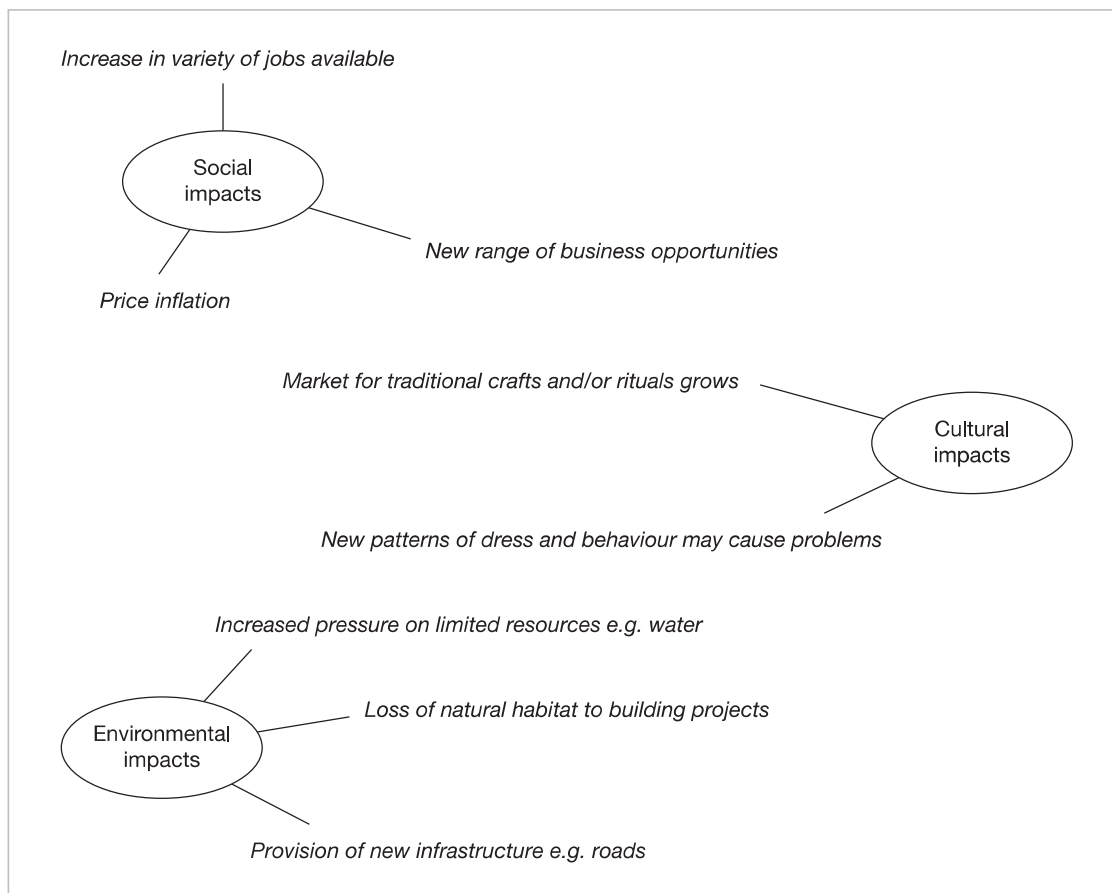 Increase in variety of jobs available
Social
impacts
New range of business opportunities
Price inflation
Market for traditional crafts and/or rituals grows
Cultural
impacts
New patterns of dress and behaviour may cause problems
Increased pressure on limited resources e.g. water
Loss of natural habitat to building projects
Environmental
impacts
Provision of new infrastructure e.g. roads